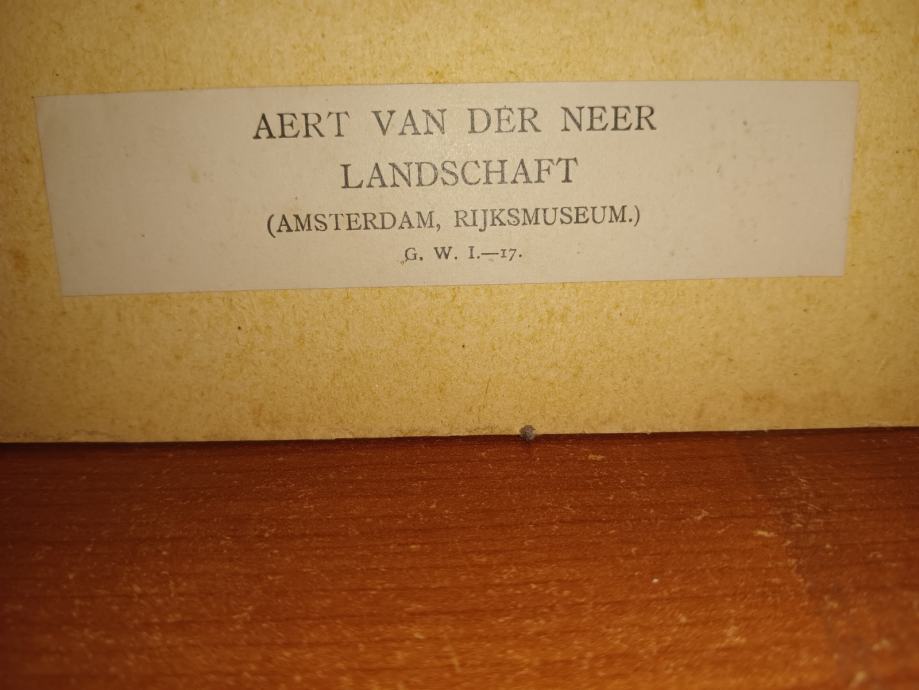 AERT VAN DER NEER
LANDSCHAFT
(AMSTERDAM, RIJKSMUSEUM.)
G. W. I.—17.